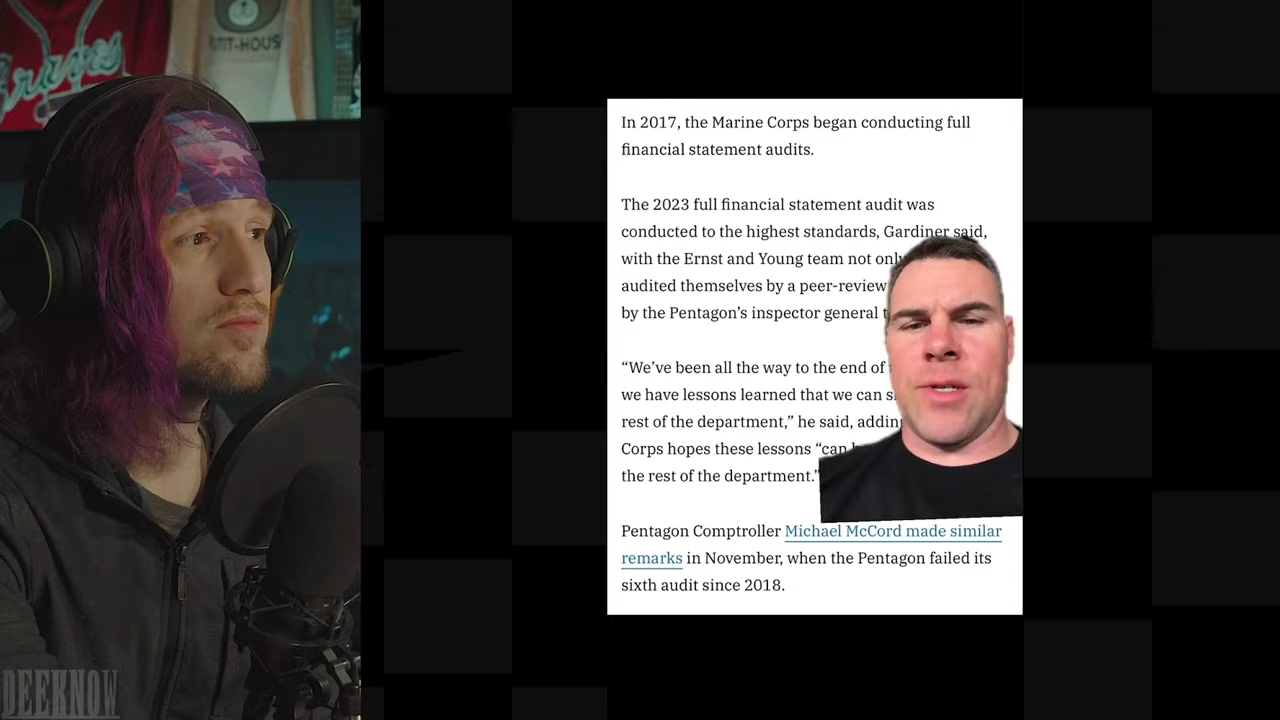 Braves
In 2017, the Marine Corps began conducting full
financial statement audits.
The 2023 full financial statement audit was
conducted to the highest standards, Gardiner said,
with the Ernst and Young team not only
audited themselves by a peer-review
by the Pentagon’s inspector general
“We’ve been all the way to the end of
we have lessons learned that we can
rest of the department,” he said, adding
Corps hopes these lessons “can
the rest of the department.”
Pentagon Comptroller Michael McCord made similar
remarks in November, when the Pentagon failed its
sixth audit since 2018.
DEEKNOW